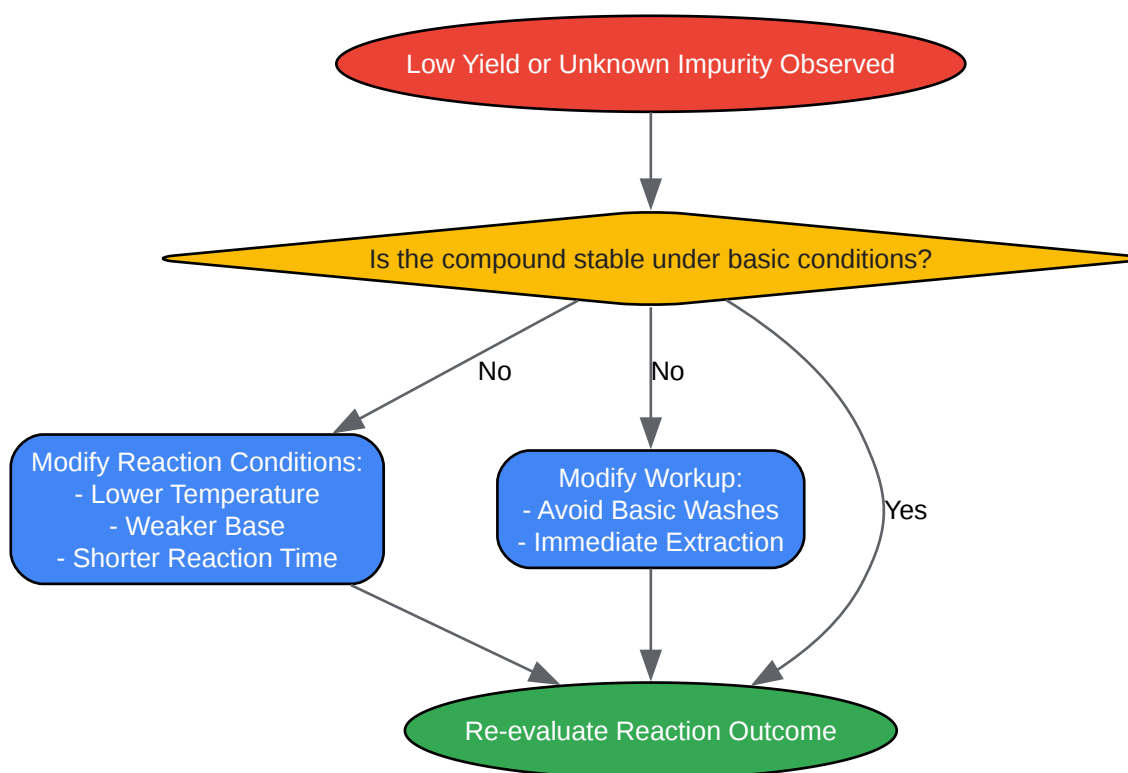 Low Yield or Unknown Impurity Observed
Is the compound stable under basic conditions?
No
No
Yes
Modify Reaction Conditions:
- Lower Temperature
- Weaker Base
- Shorter Reaction Time
Modify Workup:
- Avoid Basic Washes
- Immediate Extraction
Re-evaluate Reaction Outcome